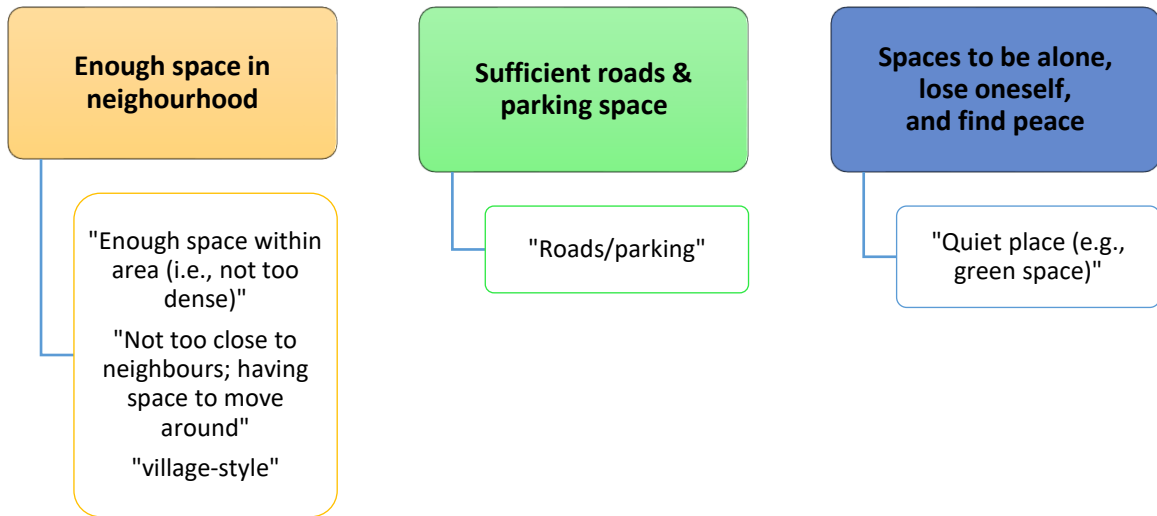 Enough space in
neighourhood
"Enough space within
area (i.e., not too
dense)"
"Not too close to
neighbours; having
space to move
around"
"village-style"
Sufficient roads &
parking space
"Roads/parking"
Spaces to be alone,
lose oneself,
and find peace
"Quiet place (e.g.,
green space)"